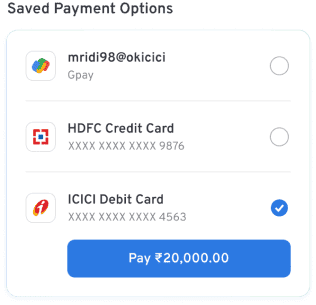 Saved Payment Options
mridi98@okicici
Gpay
HDFC Credit Card
XXXX XXXX XXXX 9876
ICICI Debit Card
XXXX XXXX XXXX 4563
Pay ₹20,000.00